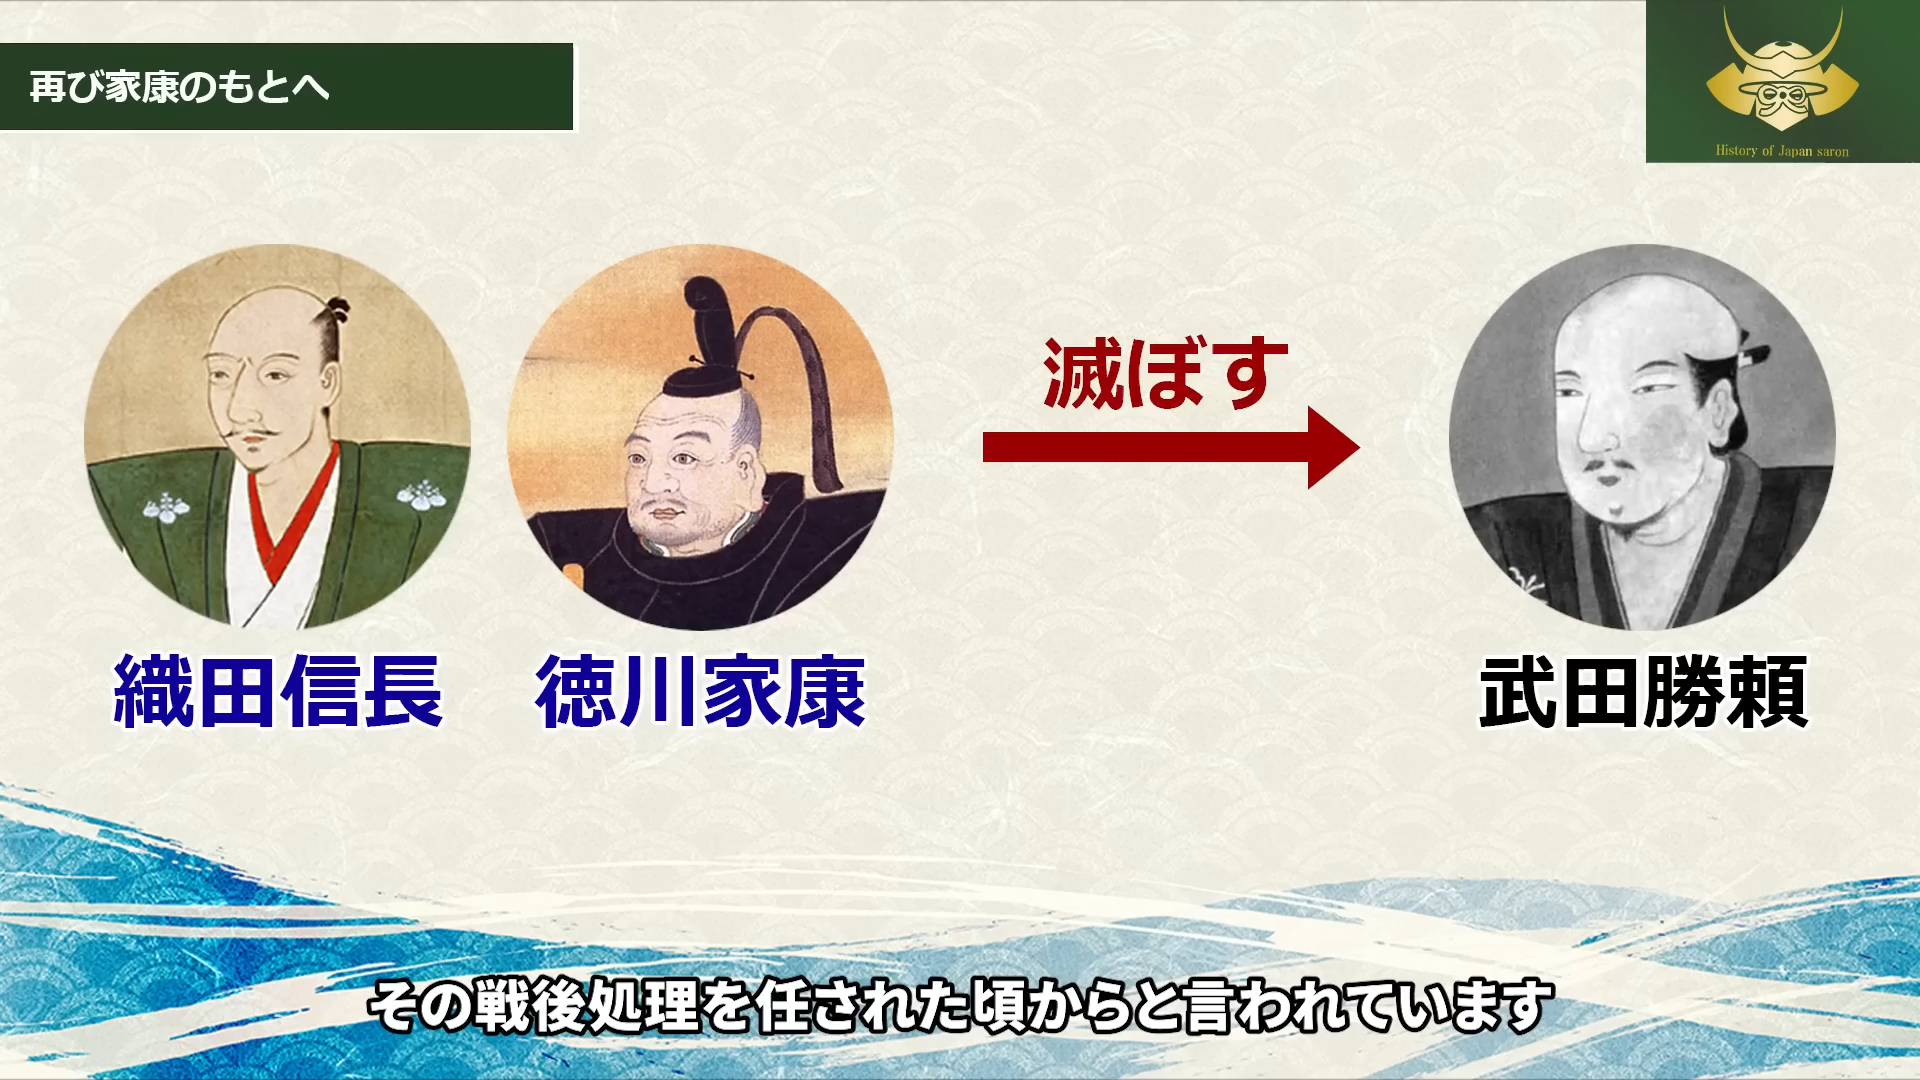 再び家康のもとへ
History of Japan saron
滅ぼす
織田信長
徳川家康
武田勝頼
その戦後処理を任された頃からと言われています